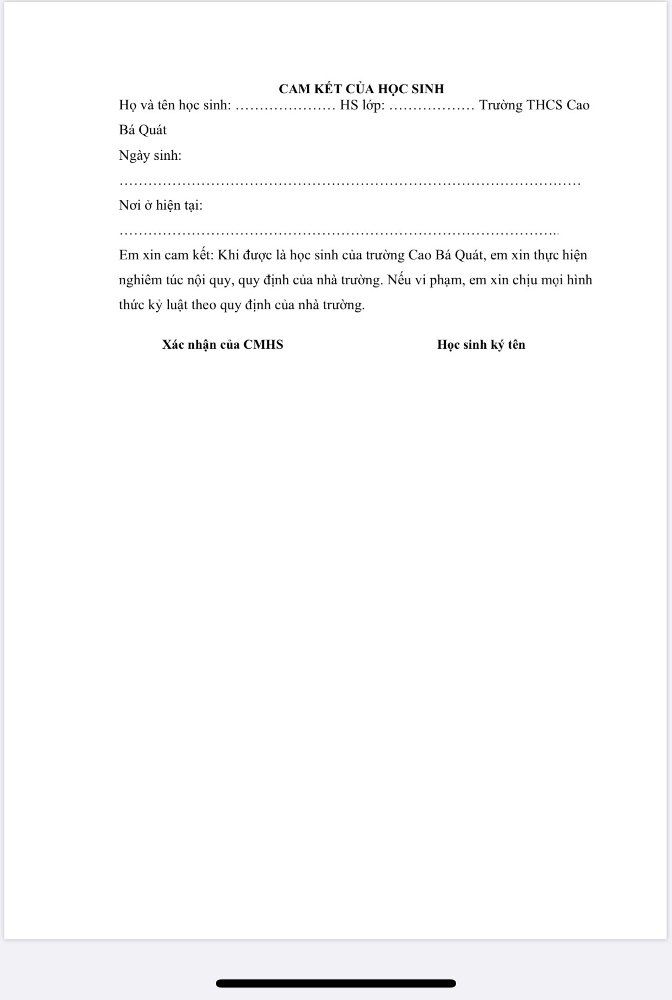 CAM KẾT CỦA HỌC SINH
Họ và tên học sinh: ………………… HS lớp: ……………… Trường THCS Cao
Bá Quát
Ngày sinh:
……………………………………………………………………………….……
Nơi ở hiện tại:
………………………………………………………………………………..
Em xin cam kết: Khi được là học sinh của trường Cao Bá Quát, em xin thực hiện
nghiêm túc nội quy, quy định của nhà trường. Nếu vi phạm, em xin chịu mọi hình
thức kỷ luật theo quy định của nhà trường.
Xác nhận của CMHS Học sinh ký tên